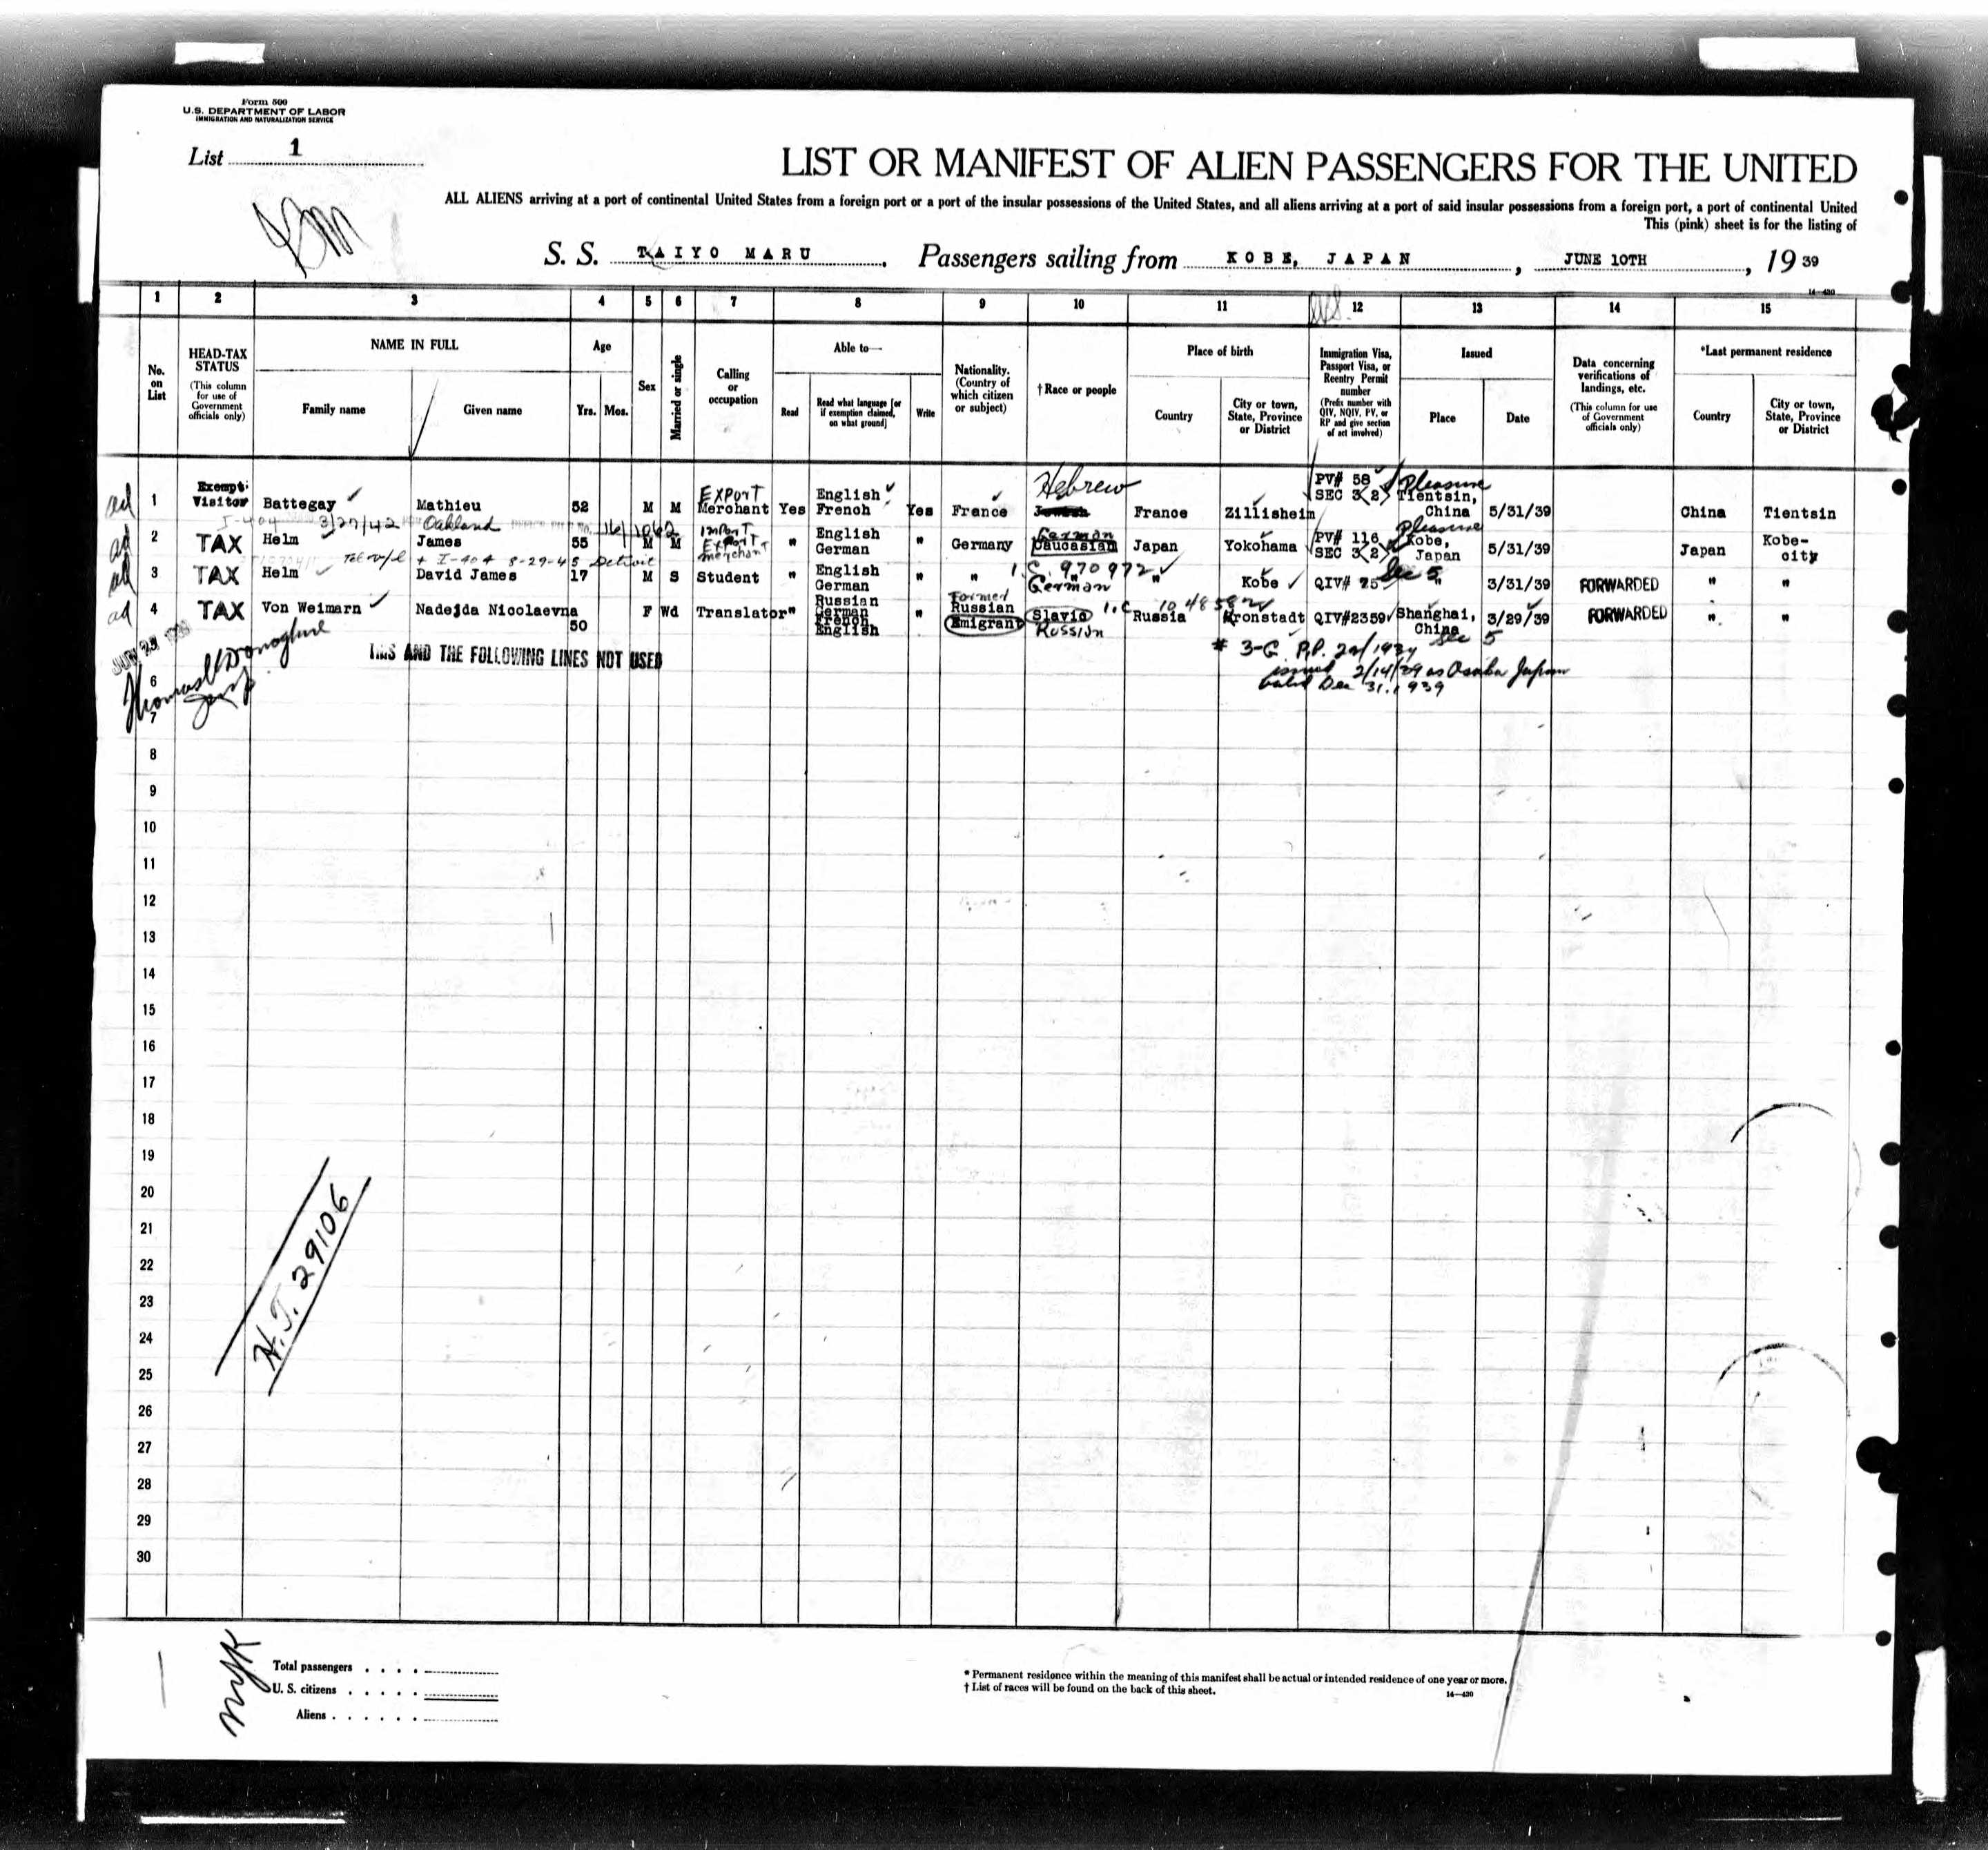 Form 500
U.S. DEPARTMENT OF LABOR
IMMIGRATION AND NATURALIZATION SERVICE
List 1
LIST OR MANIFEST OF ALIEN PASSENGERS FOR THE UNITED
ALL ALIENS arriving at a port of continental United States from a foreign port or a port of the insular possessions of the United States, and all aliens arriving at a port of said insular possessions from a foreign port, a port of continental United
This (pink) sheet is for the listing of
S. S. TAIYO MARU, Passengers sailing from KOBE, JAPAN, JUNE 10TH, 19 39
14—430
1 2 3 4 5 6 7 8 9 10 11 12 13 14 15
No. on List
HEAD-TAX STATUS (This column for use of Government officials only)
NAME IN FULL
Family name
Given name
Age
Yrs. Mos.
Sex
Married or single
Calling or occupation
Able to—
Read
Read what language [or if exemption claimed, on what ground]
Write
Nationality. (Country of which citizen or subject)
†Race or people
Place of birth
Country
City or town, State, Province or District
Immigration Visa, Passport Visa, or Reentry Permit number (Prefix number with QIV, NQIV, PV, or RP and give section of act involved)
Issued
Place
Date
Data concerning verifications of landings, etc. (This column for use of Government officials only)
*Last permanent residence
Country
City or town, State, Province or District
ad 1 Exempt Visitor Battegay Mathieu 52 M M Export Merchant Yes English French Yes France Hebrew Jewish France Zillisheim PV# 58 SEC 3(2) Pleasure Tientsin, China 5/31/39 China Tientsin
I-404 3/27/42 Oakland 16/1062
ad 2 TAX Helm James 55 M M Import Export merchant " English German " Germany German Caucasian Japan Yokohama PV# 116 SEC 3(2) Pleasure Kobe, Japan 5/31/39 Japan Kobe-city
+ I-404 8-29-45 Detroit
1.C. 970972
ad 3 TAX Helm David James 17 M S Student " English German " " German " Kobe QIV# 25 Sec 5 " 3/31/39 FORWARDED " "
ad 4 TAX Von Weimarn Nadejda Nicolaevna 50 F Wd Translator " Russian German French English " Formed Russian Emigrant Slavic Russian 1.C Russia Kronstadt QIV#2359 Shanghai, China Sec 5 3/29/39 FORWARDED " "
THIS AND THE FOLLOWING LINES NOT USED
# 3-G P.P.
issued 2/14/39 as Osaka Japan
valid Dec 31, 1939
6
7
8
9
10
11
12
13
14
15
16
17
18
19
20
21
22
23
24
25
26
27
28
29
30
H.T. 29106
NYK
Total passengers
U. S. citizens
Aliens
* Permanent residence within the meaning of this manifest shall be actual or intended residence of one year or more.
† List of races will be found on the back of this sheet.
14—430